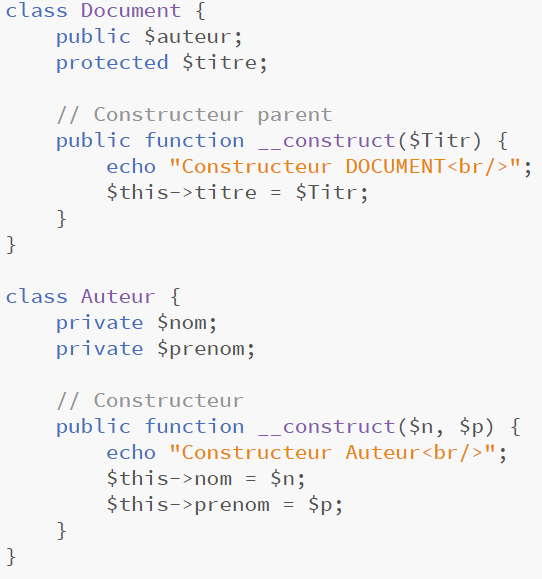 class Document {
    public $auteur;
    protected $titre;

    // Constructeur parent
    public function __construct($Titr) {
        echo "Constructeur DOCUMENT<br/>";
        $this->titre = $Titr;
    }
}

class Auteur {
    private $nom;
    private $prenom;

    // Constructeur
    public function __construct($n, $p) {
        echo "Constructeur Auteur<br/>";
        $this->nom = $n;
        $this->prenom = $p;
    }
}